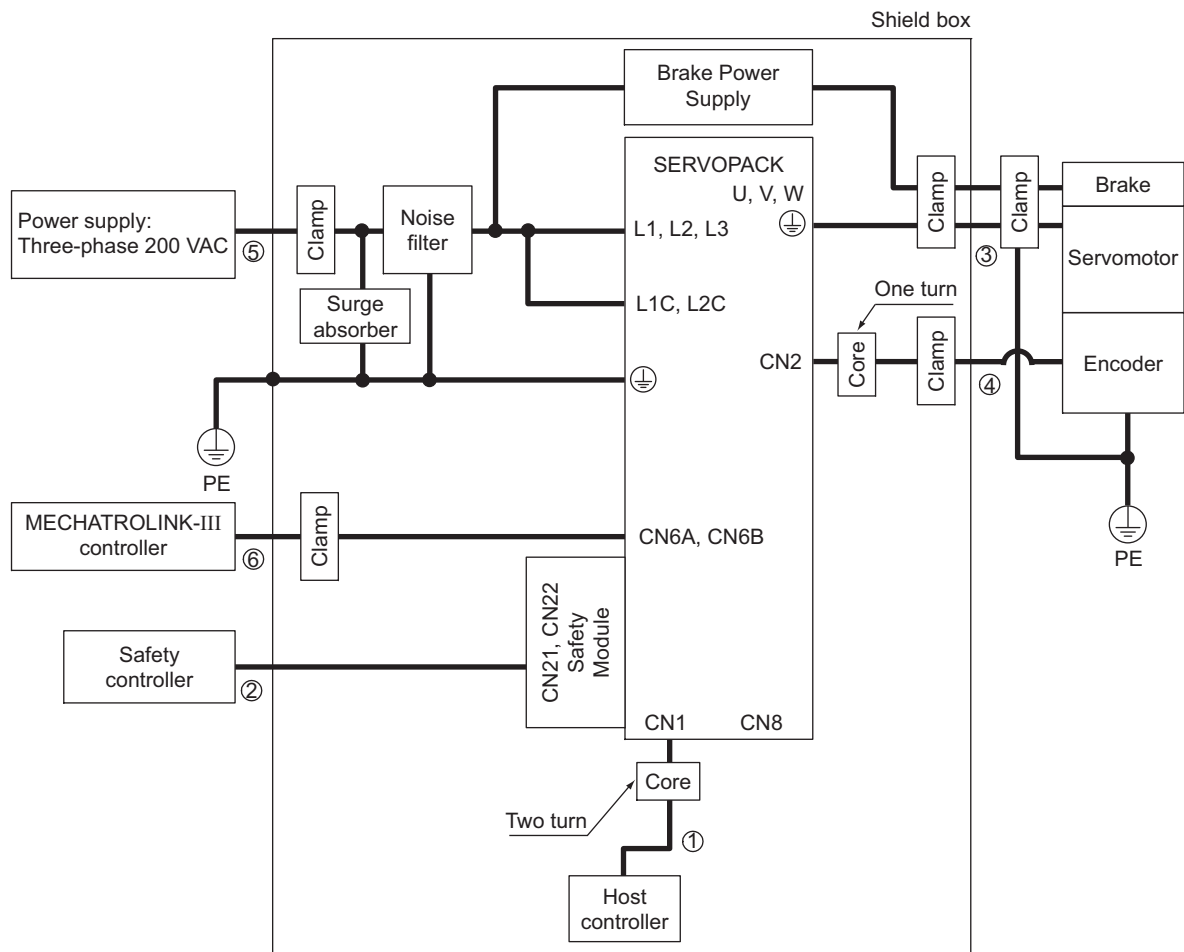 Shield box
Brake Power
Supply
SERVOPACK
U, V, W
Clamp
Clamp
Brake
Power supply:
Three-phase 200 VAC
⑤
Clamp
Noise
filter
L1, L2, L3
③
Servomotor
Surge
absorber
L1C, L2C
One turn
CN2
Core
Clamp
④
Encoder
PE
MECHATROLINK-III
controller
⑥
Clamp
CN6A, CN6B
PE
Safety
controller
②
CN21, CN22
Safety
Module
CN1
CN8
Core
Two turn
①
Host
controller